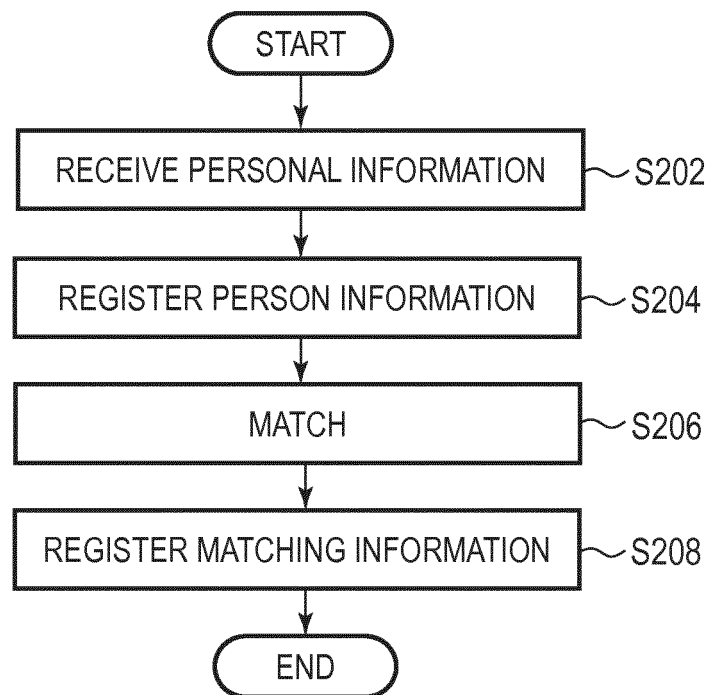 START
RECEIVE PERSONAL INFORMATION
S202
REGISTER PERSON INFORMATION
S204
MATCH
S206
REGISTER MATCHING INFORMATION
S208
END